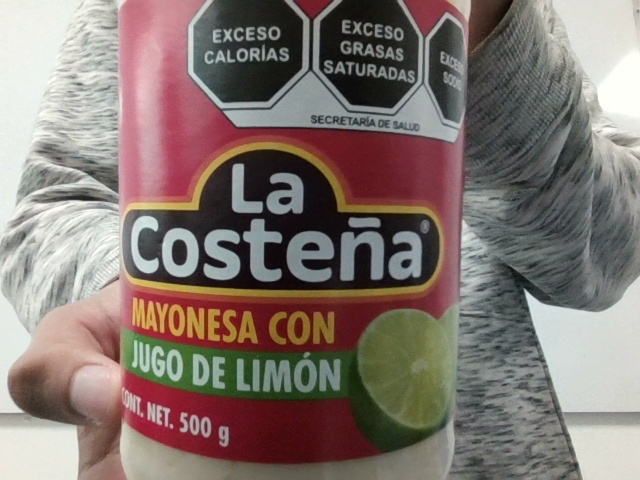 EXCESO
CALORÍAS
EXCESO
GRASAS
SATURADAS
SECRETARÍA DE SALUD
La
Costeña®
MAYONESA CON
JUGO DE LIMÓN
CONT. NET. 500 g